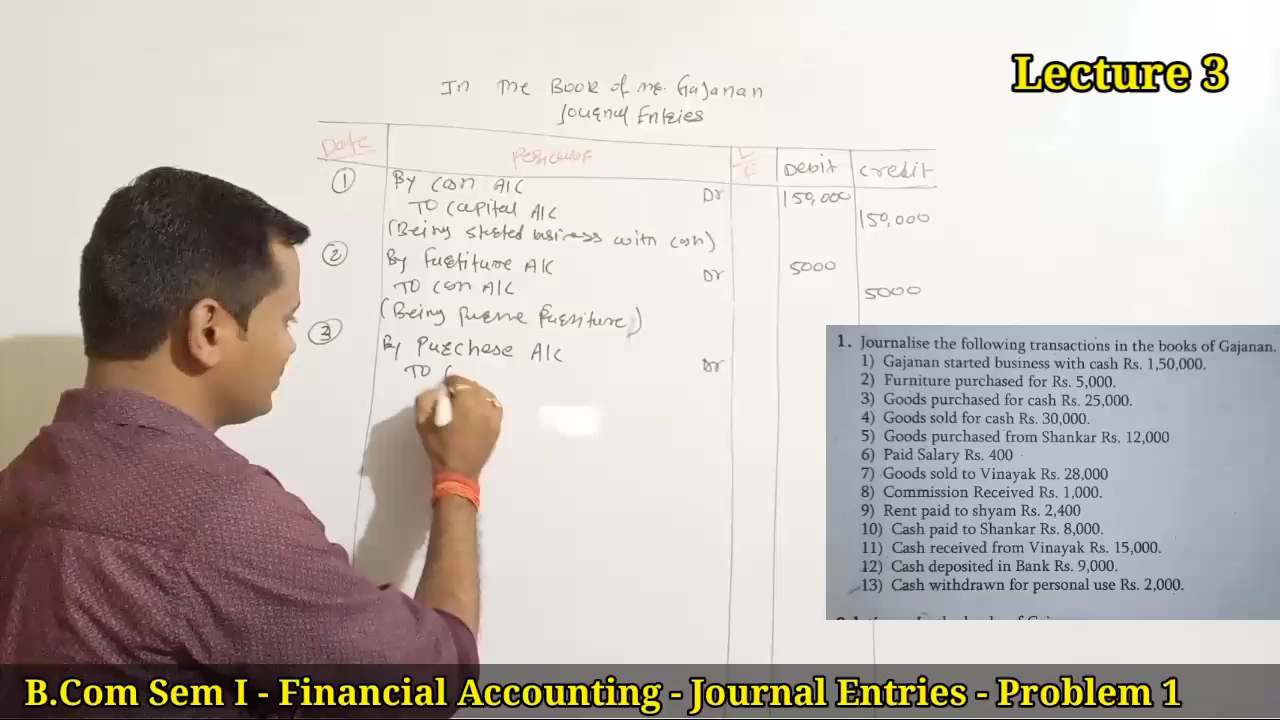 Lecture 3
In The Book of Mr. Gajanan
Journal Entries
Date
L/F
Debit
Credit
1
By Cash A/C Dr 150,000
To Capital A/C 150,000
(Being started business with cash)
2
By Furniture A/C Dr 5000
To Cash A/C 5000
(Being furniture)
3
By Purchase A/C Dr
To C
1. Journalise the following transactions in the books of Gajanan.
1) Gajanan started business with cash Rs. 1,50,000.
2) Furniture purchased for Rs. 5,000.
3) Goods purchased for cash Rs. 25,000.
4) Goods sold for cash Rs. 30,000.
5) Goods purchased from Shankar Rs. 12,000
6) Paid Salary Rs. 400
7) Goods sold to Vinayak Rs. 28,000
8) Commission Received Rs. 1,000.
9) Rent paid to shyam Rs. 2,400
10) Cash paid to Shankar Rs. 8,000.
11) Cash received from Vinayak Rs. 15,000.
12) Cash deposited in Bank Rs. 9,000.
13) Cash withdrawn for personal use Rs. 2,000.
B.Com Sem I - Financial Accounting - Journal Entries - Problem 1